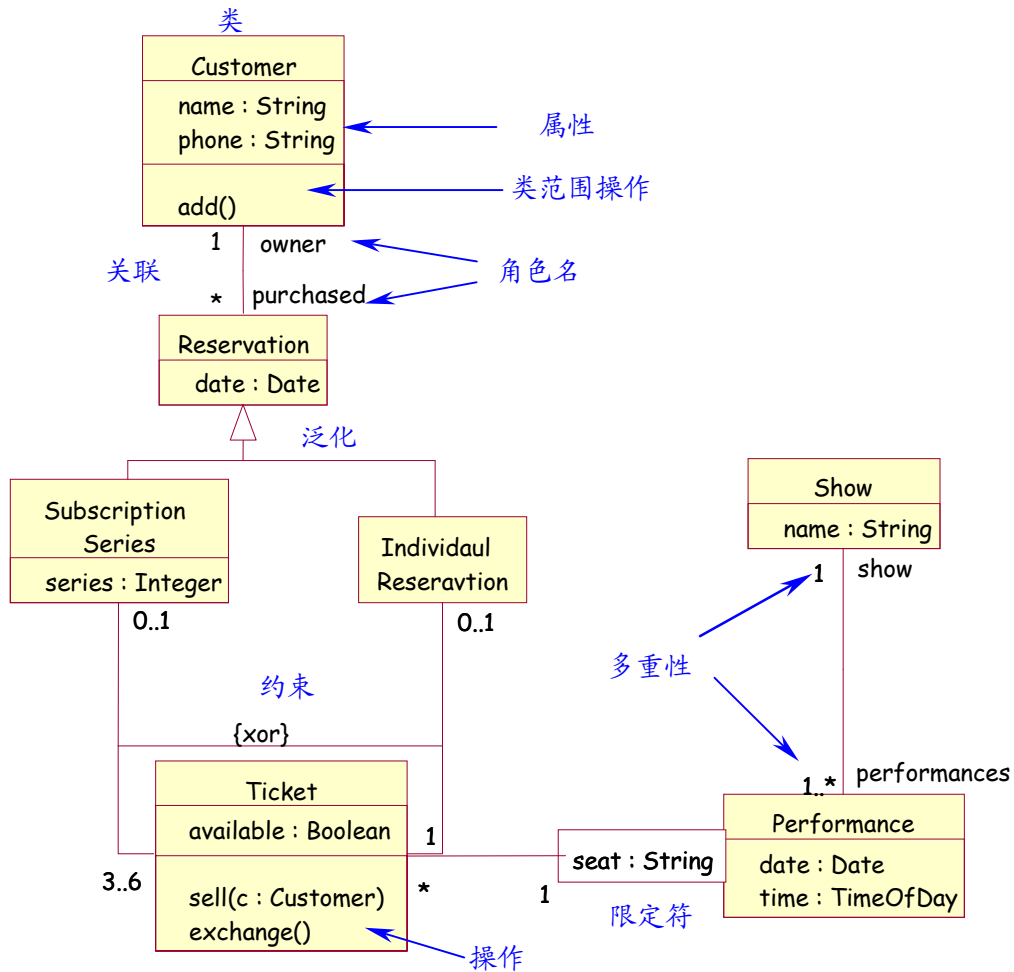 类
Customer
name : String
phone : String
属性
类范围操作
add()
1
owner
关联
角色名
*
purchased
Reservation
date : Date
泛化
Subscription
Series
series : Integer
0..1
Individaul
Reseravtion
0..1
Show
name : String
1
show
多重性
约束
{xor}
1..*
performances
Ticket
available : Boolean
1
3..6
sell(c : Customer)
exchange()
*
操作
1
seat : String
限定符
Performance
date : Date
time : TimeOfDay